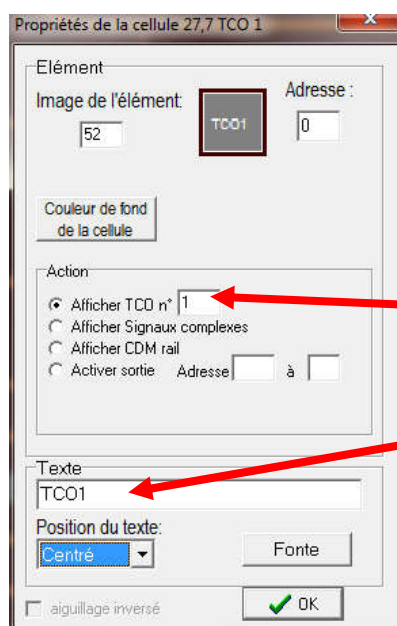 Propriétés de la cellule 27,7 TCO 1
x
Elément
Image de l'élément:
Adresse :
52
TCO1
0
Couleur de fond
de la cellule
Action
Afficher TCO n° 1
Afficher Signaux complexes
Afficher CDM rail
Activer sortie Adresse à
Texte
TCO1
Position du texte:
Centré
Fonte
aiguillage inversé
OK